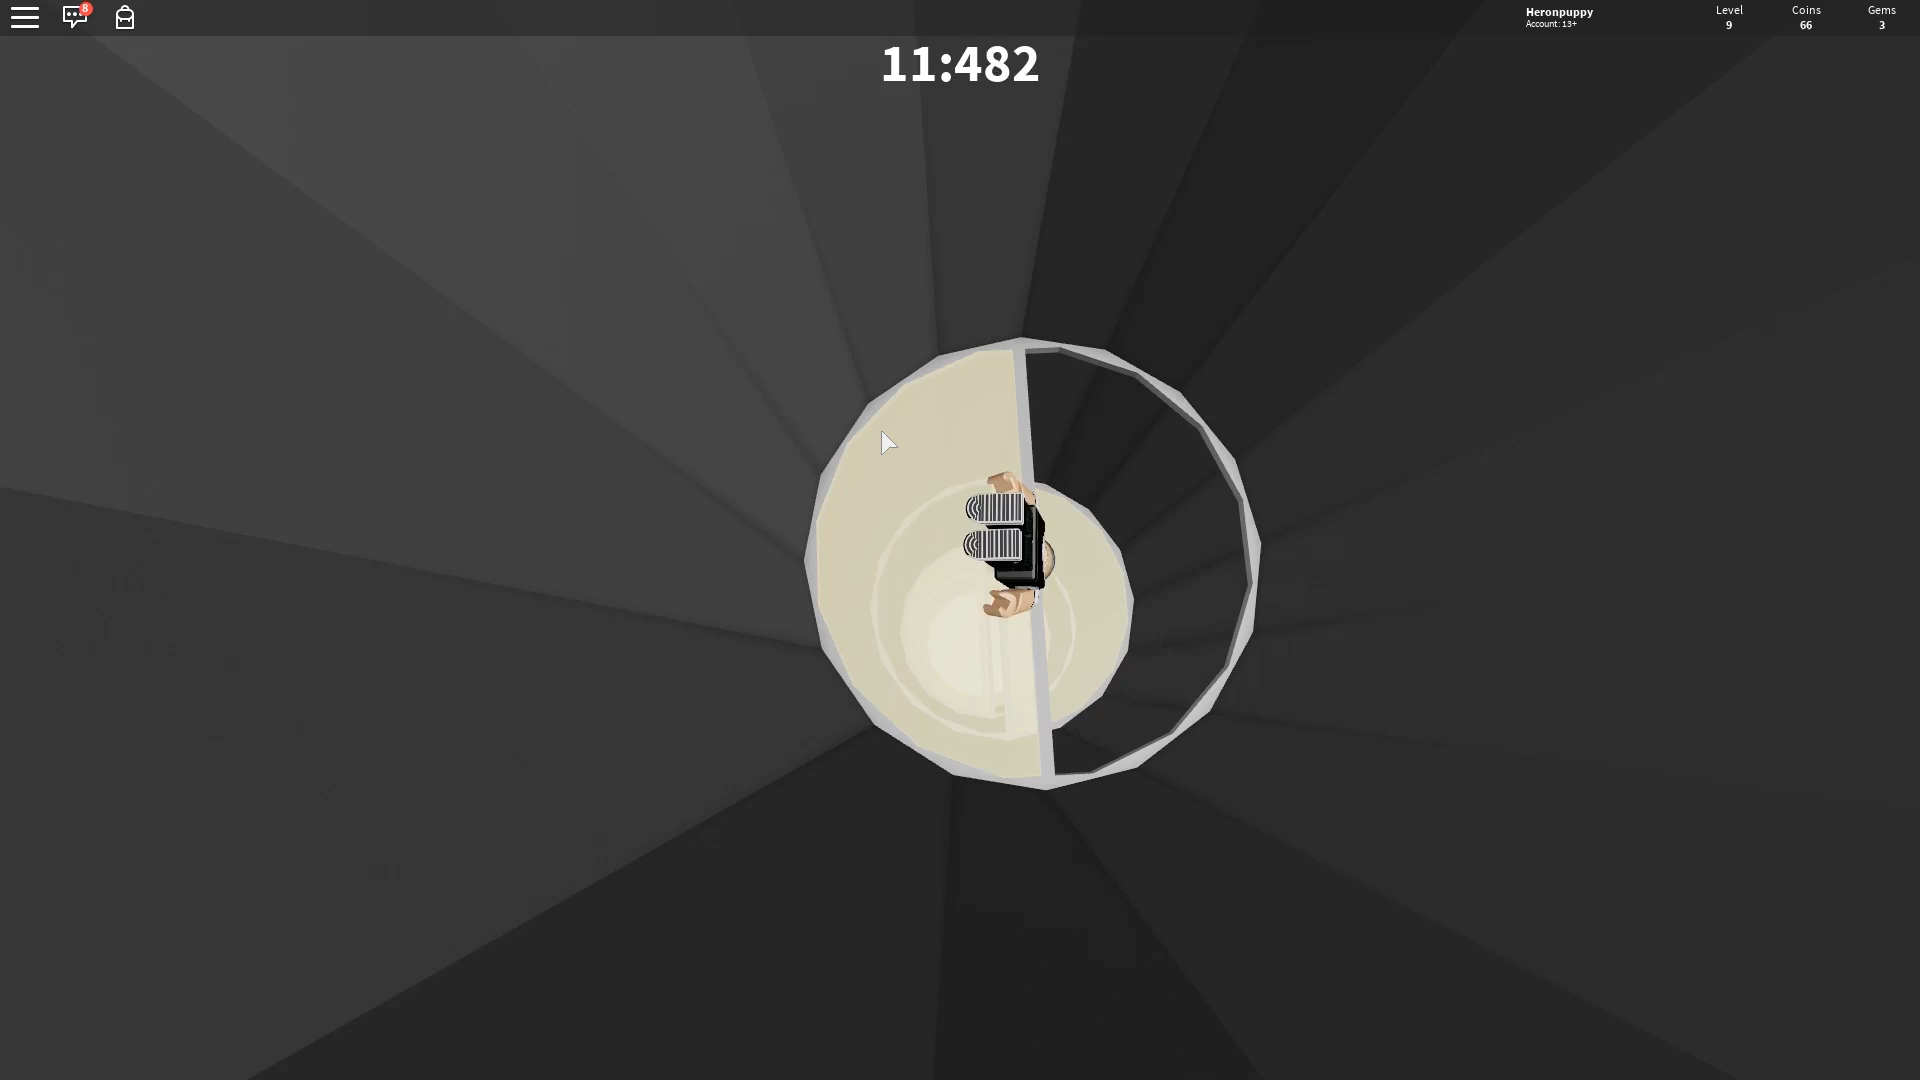 8
Heronpuppy
Account: 13+
Level
9
Coins
66
Gems
3
11:482